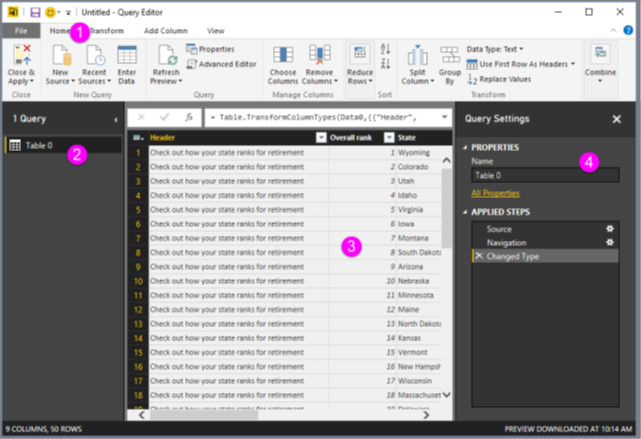 Untitled - Query Editor
File Home Transform Add Column View
1
Close & Apply
New Source
Recent Sources
Enter Data
Refresh Preview
Properties
Advanced Editor
Choose Columns
Remove Columns
Reduce Rows
Split Column
Group By
Data Type: Text
Use First Row As Headers
Replace Values
Combine
Close New Query Query Manage Columns Sort Transform
1 Query
Table 0
2
= Table.TransformColumnTypes(Data0,{{"Header",
Header Overall rank State
1 Check out how your state ranks for retirement 1 Wyoming
2 Check out how your state ranks for retirement 2 Colorado
3 Check out how your state ranks for retirement 3 Utah
4 Check out how your state ranks for retirement 4 Idaho
5 Check out how your state ranks for retirement 5 Virginia
6 Check out how your state ranks for retirement 6 Iowa
7 Check out how your state ranks for retirement 7 Montana
8 Check out how your state ranks for retirement 8 South Dakota
9 Check out how your state ranks for retirement 9 Arizona
10 Check out how your state ranks for retirement 10 Nebraska
11 Check out how your state ranks for retirement 11 Minnesota
12 Check out how your state ranks for retirement 12 Maine
13 Check out how your state ranks for retirement 13 North Dakota
14 Check out how your state ranks for retirement 14 Kansas
15 Check out how your state ranks for retirement 15 Vermont
16 Check out how your state ranks for retirement 16 New Hampsh
17 Check out how your state ranks for retirement 17 Wisconsin
18 Check out how your state ranks for retirement 18 Massachuset
3
Query Settings
PROPERTIES
Name
4
Table 0
All Properties
APPLIED STEPS
Source
Navigation
Changed Type
9 COLUMNS, 50 ROWS
PREVIEW DOWNLOADED AT 10:14 AM